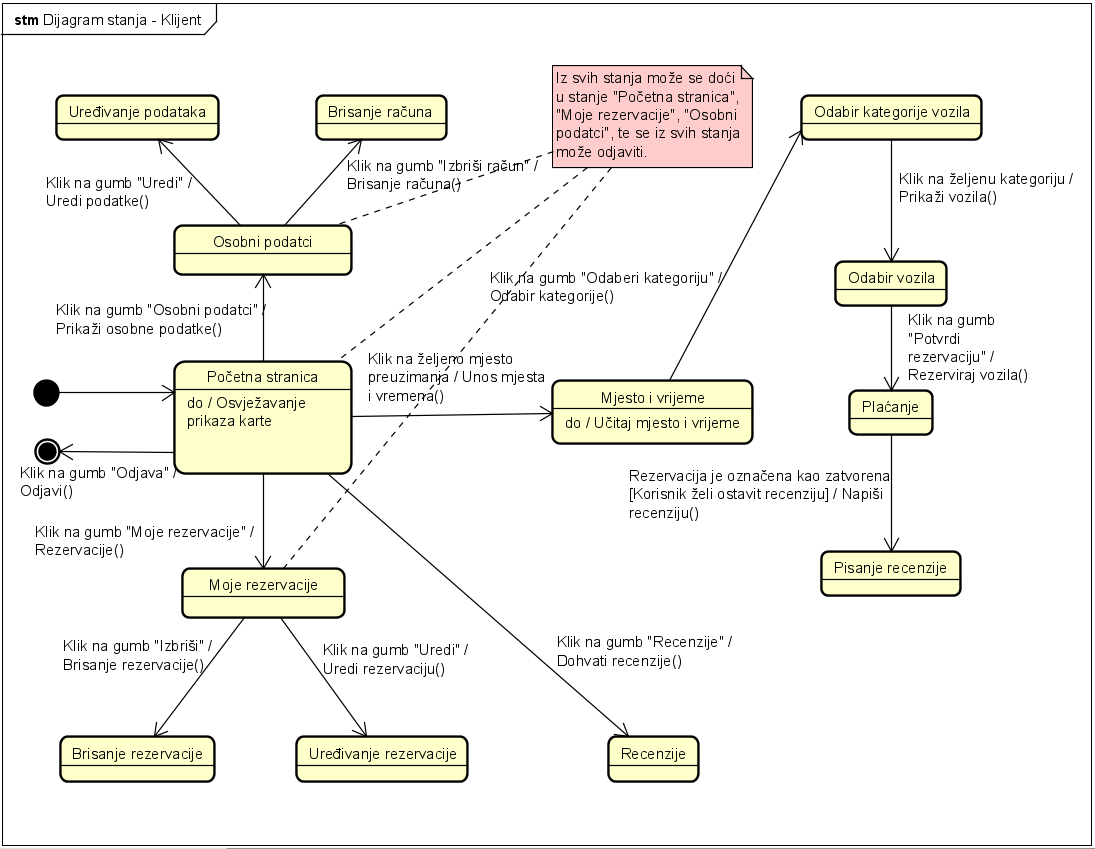 stm Dijagram stanja - Klijent
Iz svih stanja može se doći
u stanje "Početna stranica",
"Moje rezervacije", "Osobni
podatci", te se iz svih stanja
može odjaviti.
Uređivanje podataka
Brisanje računa
Odabir kategorije vozila
Klik na gumb "Uredi" /
Uredi podatke()
Klik na gumb "Izbriši račun" /
Brisanje računa()
Klik na željenu kategoriju /
Prikaži vozila()
Osobni podatci
Klik na gumb "Odaberi kategoriju" /
Odabir kategorije()
Odabir vozila
Klik na gumb "Osobni podatci" /
Prikaži osobne podatke()
Klik na gumb
"Potvrdi
rezervaciju" /
Rezerviraj vozila()
Početna stranica
do / Osvježavanje
prikaza karte
Klik na željeno mjesto
preuzimanja / Unos mjesta
i vremena()
Mjesto i vrijeme
do / Učitaj mjesto i vrijeme
Plaćanje
Klik na gumb "Odjava" /
Odjavi()
Rezervacija je označena kao zatvorena
[Korisnik želi ostavit recenziju] / Napiši
recenziju()
Klik na gumb "Moje rezervacije" /
Rezervacije()
Pisanje recenzije
Moje rezervacije
Klik na gumb "Izbriši" /
Brisanje rezervacije()
Klik na gumb "Uredi" /
Uredi rezervaciju()
Klik na gumb "Recenzije" /
Dohvati recenzije()
Brisanje rezervacije
Uređivanje rezervacije
Recenzije